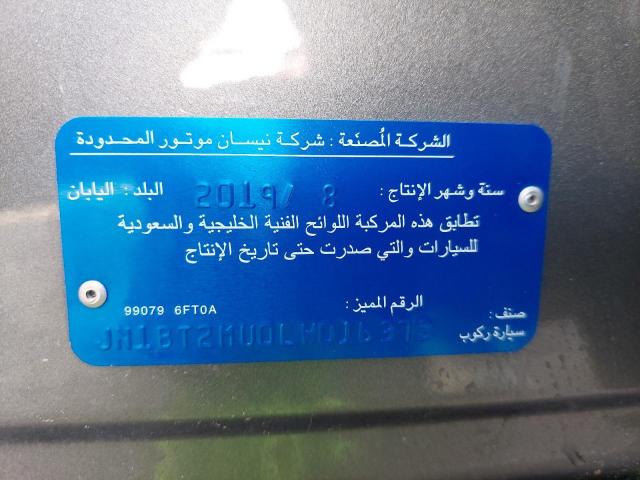 الشركة المُصنّعة : شركة نيسان موتور المحدودة
سنة وشهر الإنتاج : 2019/ 8 البلد : اليابان
تطابق هذه المركبة اللوائح الفنية الخليجية والسعودية
للسيارات والتي صدرت حتى تاريخ الإنتاج
الرقم المميز: 99079 6FT0A
صنف :
سيارة ركوب